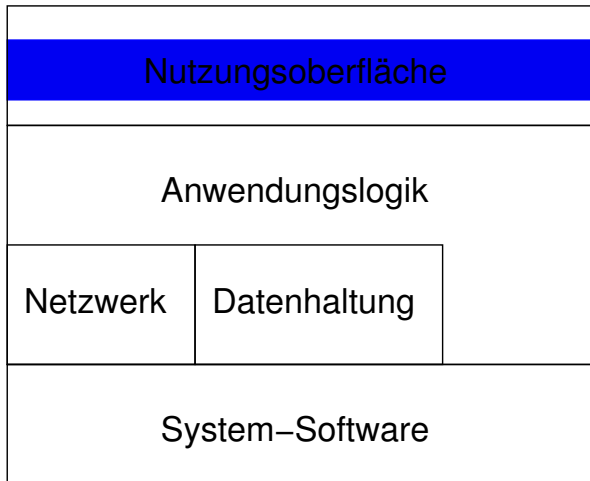 Nutzungsoberfläche
Anwendungslogik
Netzwerk
Datenhaltung
System−Software